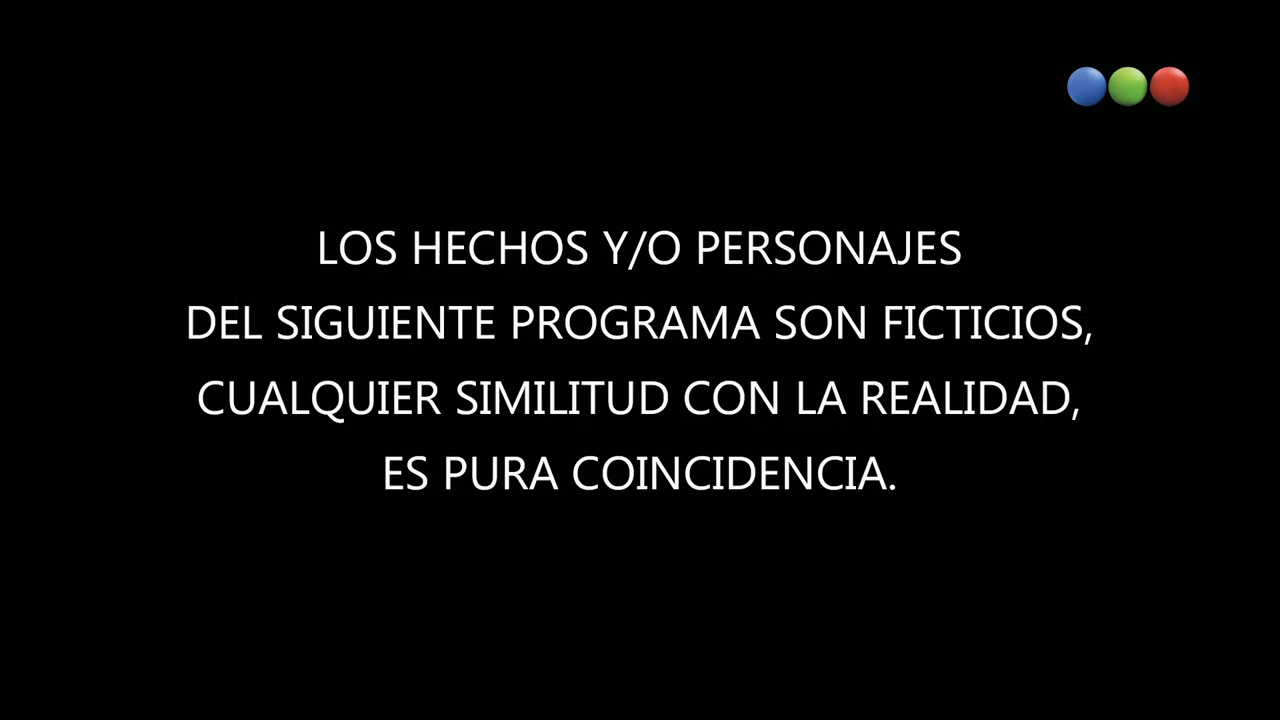 LOS HECHOS Y/O PERSONAJES
DEL SIGUIENTE PROGRAMA SON FICTICIOS,
CUALQUIER SIMILITUD CON LA REALIDAD,
ES PURA COINCIDENCIA.